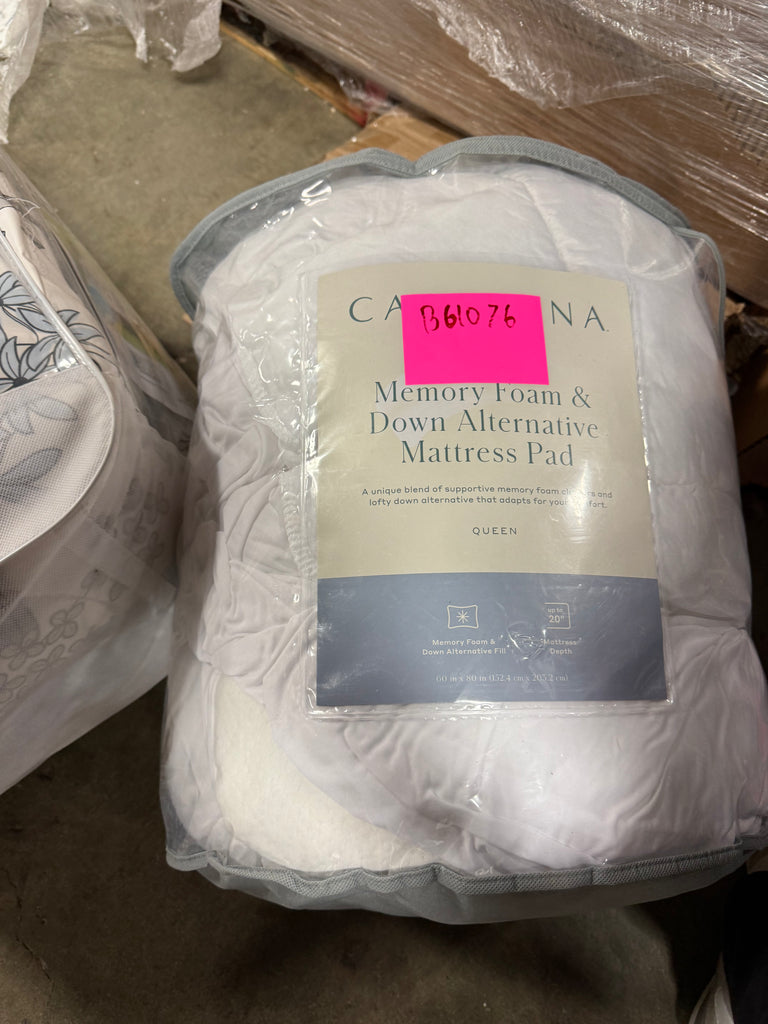 CA NA
B61076
Memory Foam &
Down Alternative
Mattress Pad
A unique blend of supportive memory foam and
lofty down alternative that adapts for your
QUEEN
up to
20"
Memory Foam &
Down Alternative Fill
Mattress
Depth
60 in x 80 in (152.4 cm x 203.2 cm)